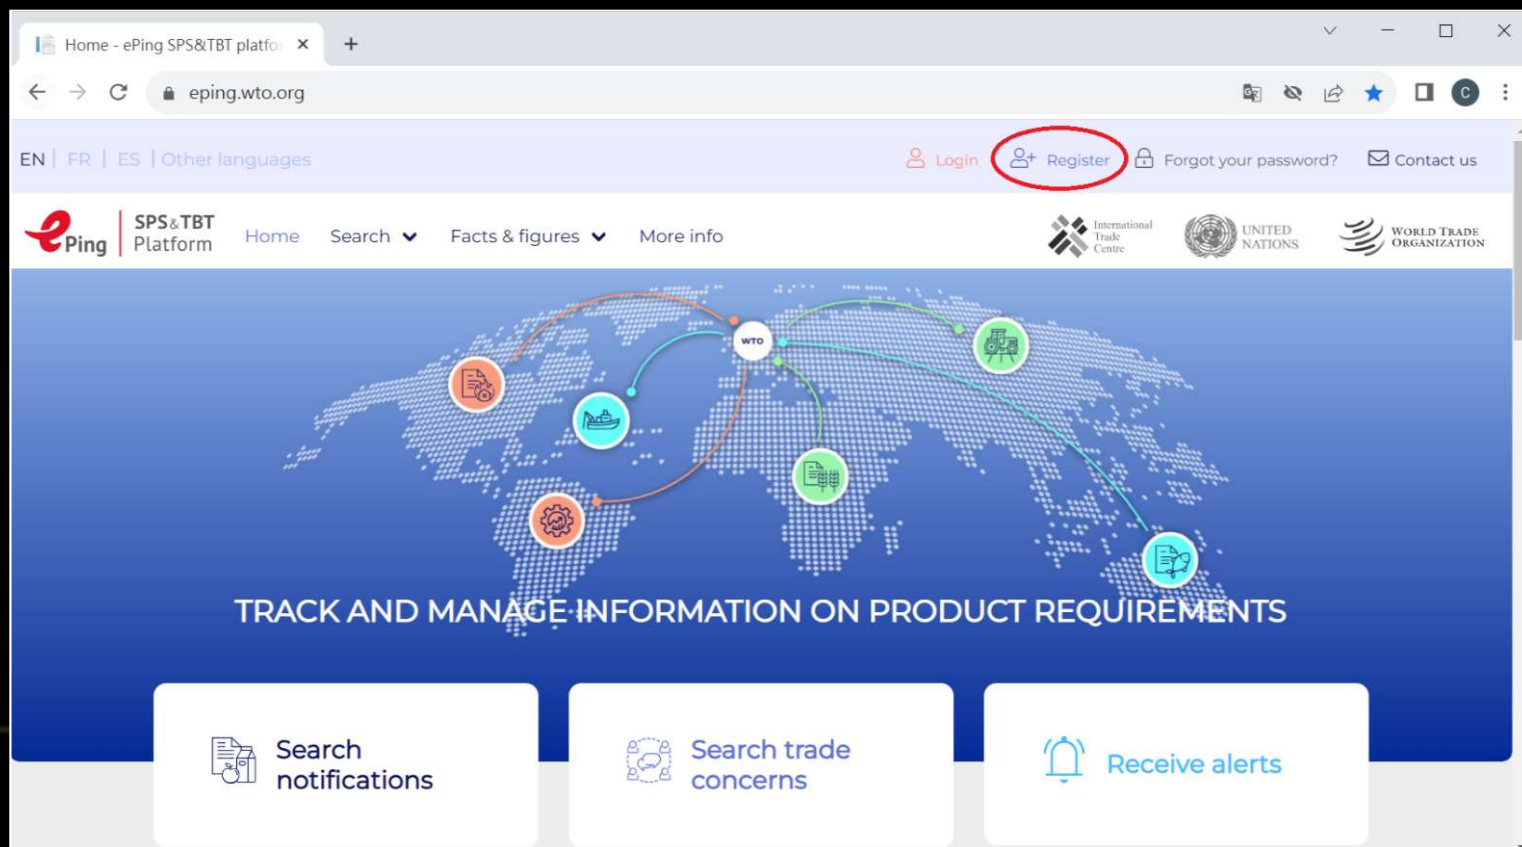 Home - ePing SPS&TBT platfo
eping.wto.org
C
EN | FR | ES | Other languages
Login
Register
Forgot your password?
Contact us
ePing
SPS&TBT
Platform
Home
Search
Facts & figures
More info
International
Trade
Centre
UNITED
NATIONS
WORLD TRADE
ORGANIZATION
WTO
TRACK AND MANAGE INFORMATION ON PRODUCT REQUIREMENTS
Search
notifications
Search trade
concerns
Receive alerts